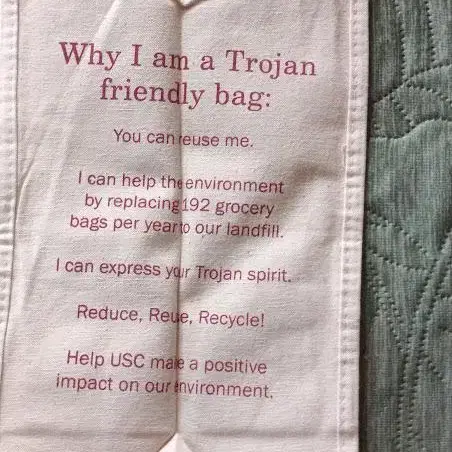 Why I am a Trojan
friendly bag:
You can reuse me.
I can help the environment
by replacing 192 grocery
bags per year to our landfill.
I can express your Trojan spirit.
Reduce, Reuse, Recycle!
Help USC make a positive
impact on our environment.